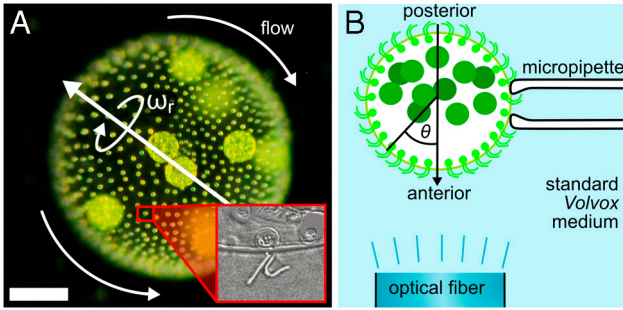 A
flow
ωr
B
posterior
micropipette
θ
anterior
standard
Volvox
medium
optical fiber